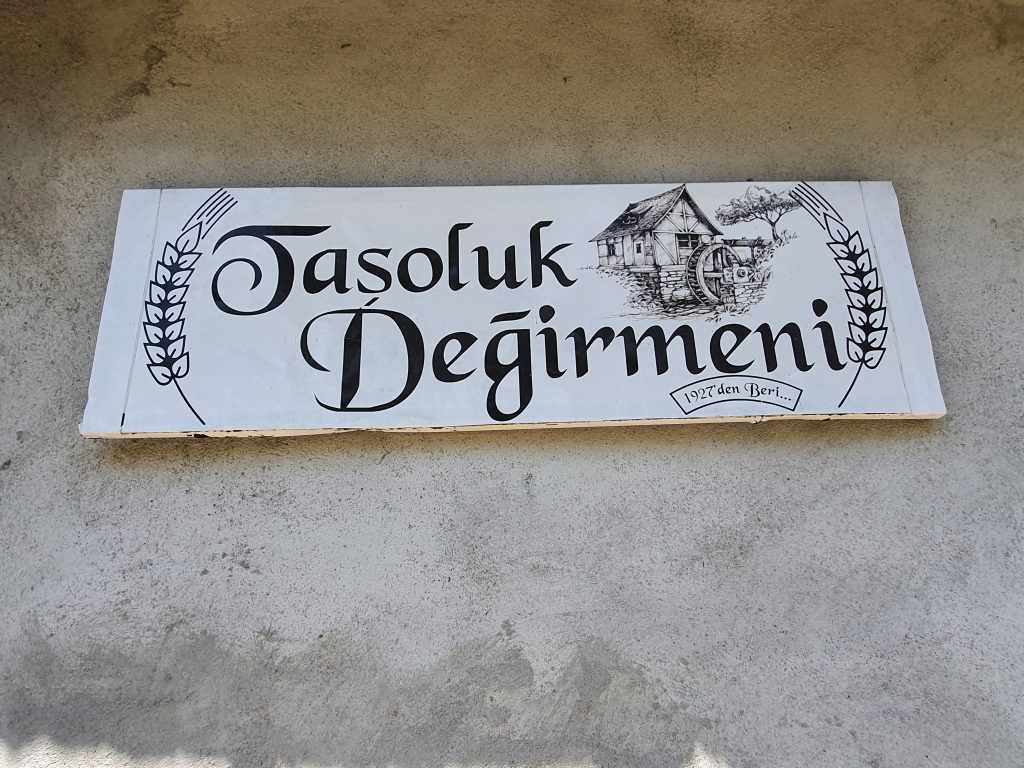 Taşoluk
Değirmeni
1927'den Beri...